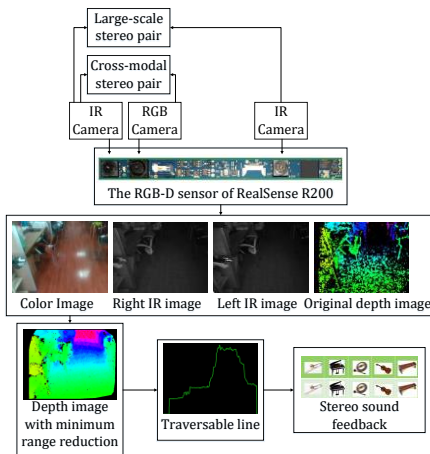 Large-scale
stereo pair
Cross-modal
stereo pair
IR
Camera
RGB
Camera
IR
Camera
The RGB-D sensor of RealSense R200
Color Image
Right IR image
Left IR image
Original depth image
Depth image
with minimum
range reduction
Traversable line
Stereo sound
feedback